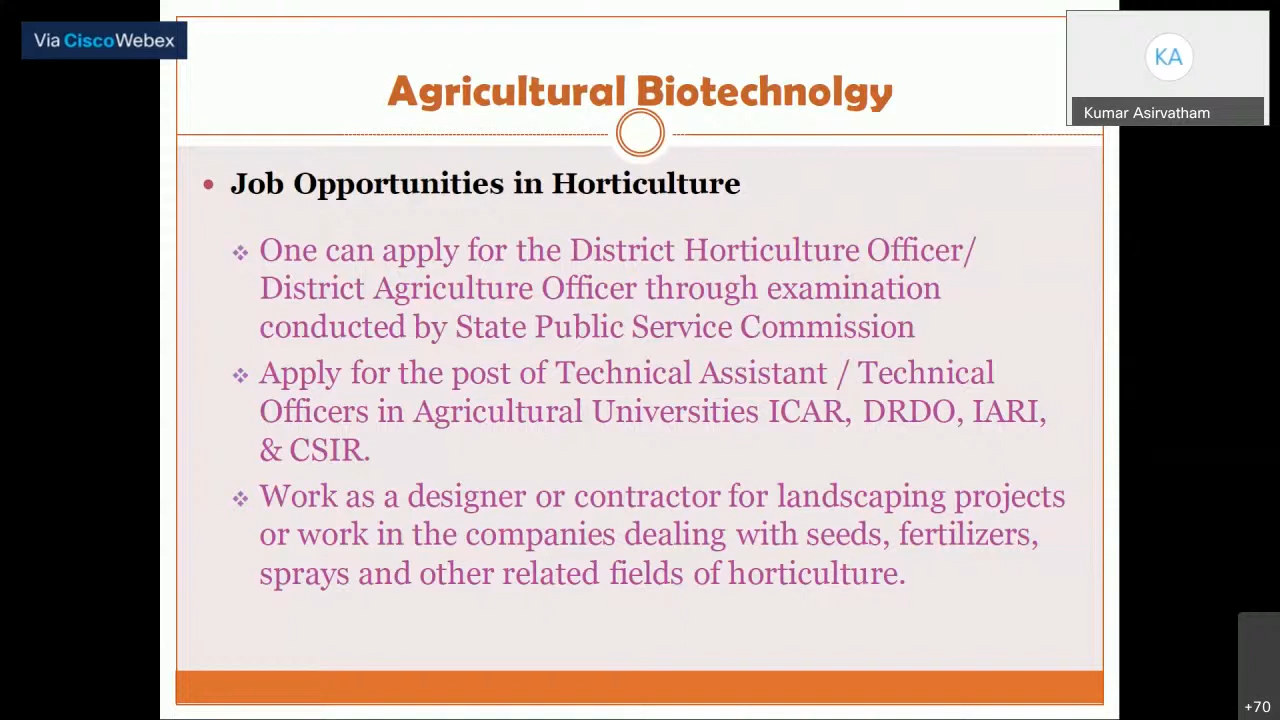 Via CiscoWebex
KA
Kumar Asirvatham
Agricultural Biotechnolgy
• Job Opportunities in Horticulture
❖ One can apply for the District Horticulture Officer/
District Agriculture Officer through examination
conducted by State Public Service Commission
❖ Apply for the post of Technical Assistant / Technical
Officers in Agricultural Universities ICAR, DRDO, IARI,
& CSIR.
❖ Work as a designer or contractor for landscaping projects
or work in the companies dealing with seeds, fertilizers,
sprays and other related fields of horticulture.
+70